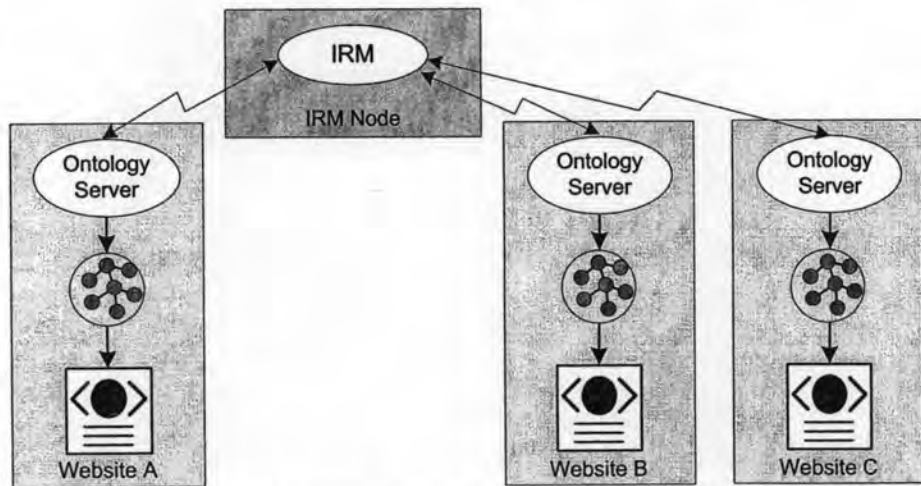 IRM
IRM Node
Ontology
Server
Ontology
Server
Ontology
Server
Website A
Website B
Website C